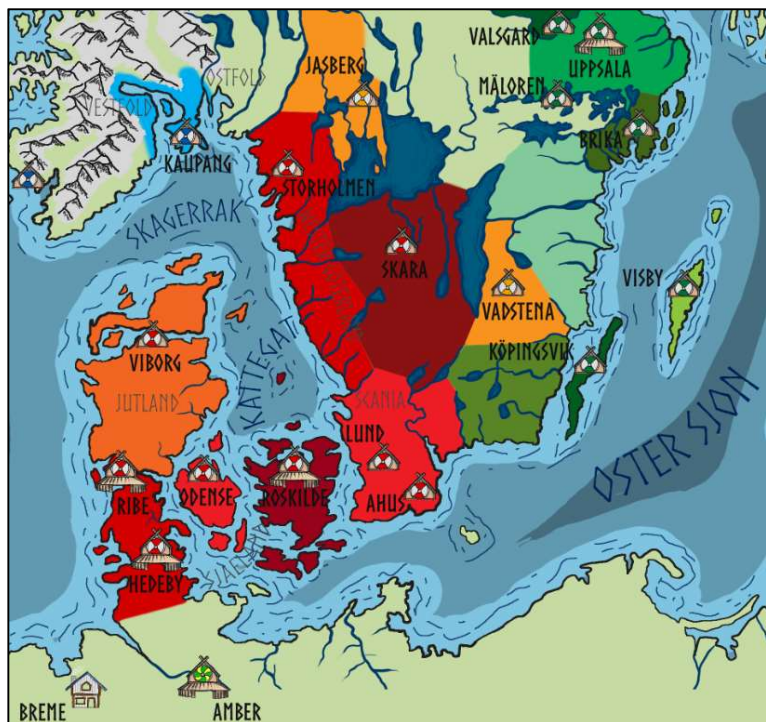 VALSGARD
UPPSALA
JASBERG
OSTFOLD
MÄLOREN
VESTFOLD
BRIKA
KAUPANG
STORHOLMEN
SKAGERRAK
SKARA
VISBY
VADSTENA
VIBORG
KÖPINGSVIK
KATTEGAT
JUTLAND
SCANIA
LUND
OSTER SJON
RIBE
ODENSE
ROSKILDE
AHUS
HEDEBY
SJAELLAND
BREME
AMBER